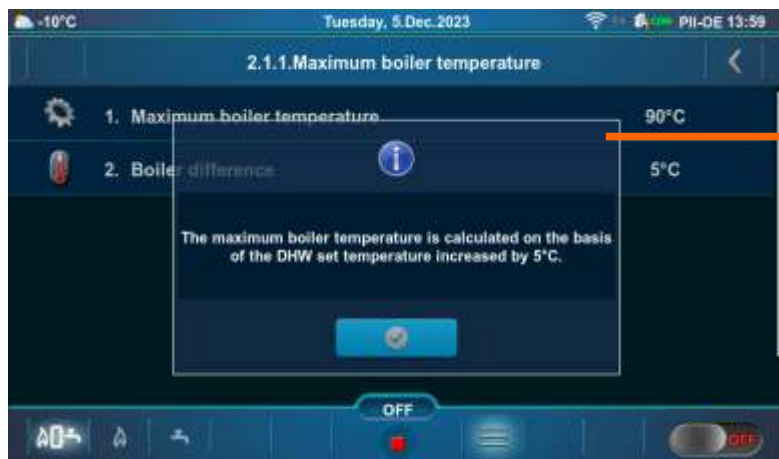 -10°C
Tuesday, 5.Dec.2023
PII-OE 13:59
2.1.1.Maximum boiler temperature
1. Maximum boiler temperature
90°C
2. Boiler difference
5°C
The maximum boiler temperature is calculated on the basis
of the DHW set temperature increased by 5°C.
OFF
OFF